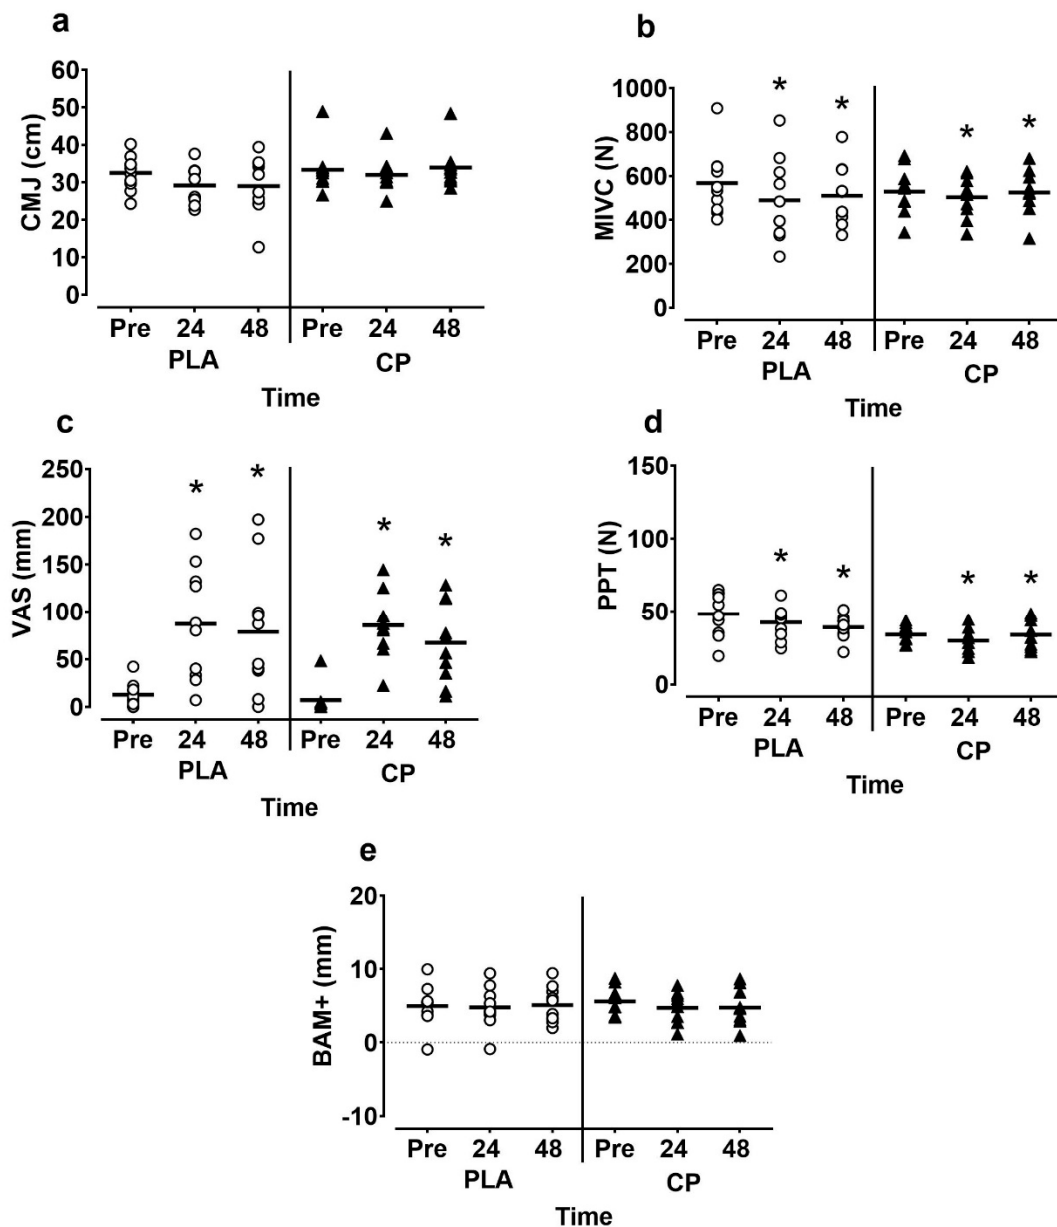 a
60
50
40
30
20
10
0
CMJ (cm)
Pre 24 48 Pre 24 48
PLA CP
Time
b
1000
800
600
400
200
0
MIVC (N)
* * * *
Pre 24 48 Pre 24 48
PLA CP
Time
c
250
200
150
100
50
0
VAS (mm)
* * * *
Pre 24 48 Pre 24 48
PLA CP
Time
d
150
100
50
0
PPT (N)
* * * *
Pre 24 48 Pre 24 48
PLA CP
Time
e
20
10
0
-10
BAM+ (mm)
Pre 24 48 Pre 24 48
PLA CP
Time